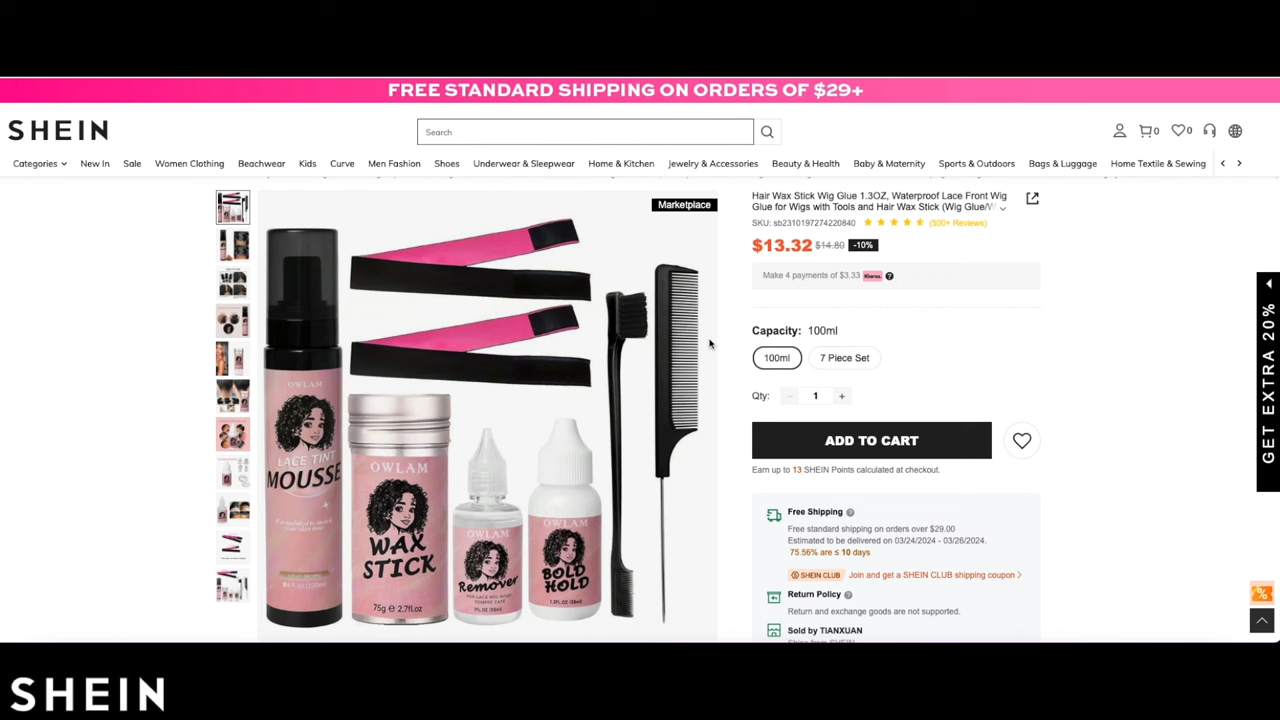 FREE STANDARD SHIPPING ON ORDERS OF $29+
SHEIN
Search
0
0
Categories
New In
Sale
Women Clothing
Beachwear
Kids
Curve
Men Fashion
Shoes
Underwear & Sleepwear
Home & Kitchen
Jewelry & Accessories
Beauty & Health
Baby & Maternity
Sports & Outdoors
Bags & Luggage
Home Textile & Sewing
Marketplace
OWLAM
LACE TINT
MOUSSE
OWLAM
WAX
STICK
75g e 2.7fl.oz
OWLAM
Remover
OWLAM
BOLD
HOLD
Hair Wax Stick Wig Glue 1.3OZ, Waterproof Lace Front Wig
Glue for Wigs with Tools and Hair Wax Stick (Wig Glue/W
SKU: sb2310197274220840
(500+ Reviews)
$13.32 $14.80 -10%
Make 4 payments of $3.33 Klarna. ?
Capacity: 100ml
100ml
7 Piece Set
Qty: - 1 +
ADD TO CART
Earn up to 13 SHEIN Points calculated at checkout.
Free Shipping ?
Free standard shipping on orders over $29.00
Estimated to be delivered on 03/24/2024 - 03/26/2024.
75.56% are ≤ 10 days
SHEIN CLUB Join and get a SHEIN CLUB shipping coupon >
Return Policy ?
Return and exchange goods are not supported.
Sold by TIANXUAN
GET EXTRA 20%
%
SHEIN